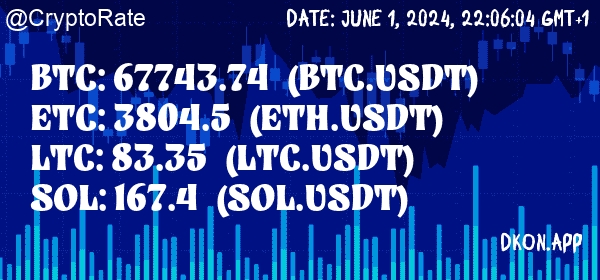 @CryptoRate
DATE: JUNE 1, 2024, 22:06:04 GMT+1
BTC: 67743.74 (BTC.USDT)
ETC: 3804.5 (ETH.USDT)
LTC: 83.35 (LTC.USDT)
SOL: 167.4 (SOL.USDT)
DKON.APP